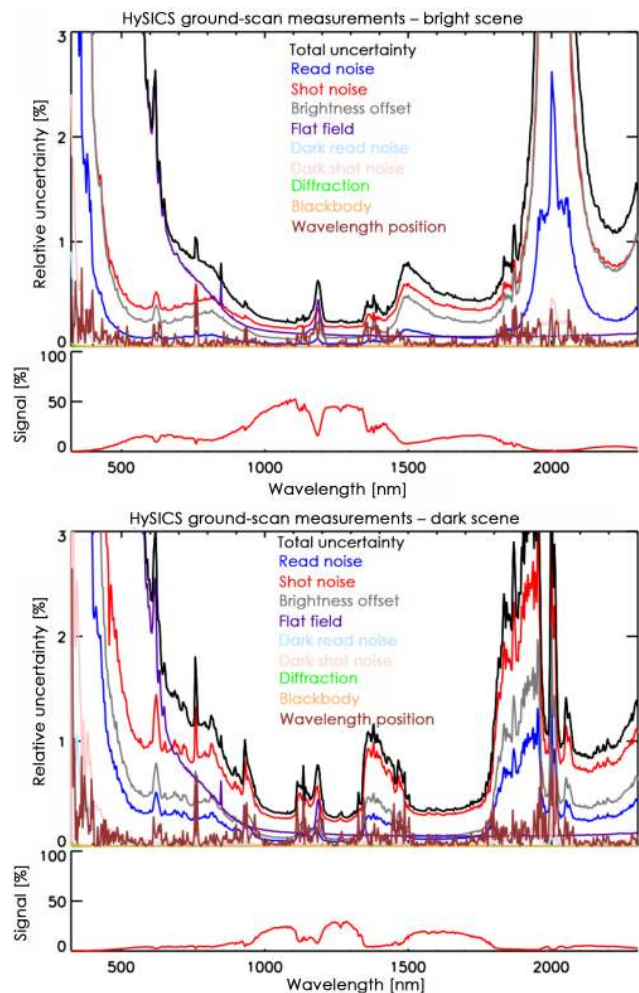 HySICS ground-scan measurements – bright scene
3
2
1
0
Relative uncertainty [%]
Total uncertainty
Read noise
Shot noise
Brightness offset
Flat field
Dark read noise
Dark shot noise
Diffraction
Blackbody
Wavelength position
100
50
0
Signal [%]
500 1000 1500 2000
Wavelength [nm]
HySICS ground-scan measurements – dark scene
3
2
1
0
Relative uncertainty [%]
Total uncertainty
Read noise
Shot noise
Brightness offset
Flat field
Dark read noise
Dark shot noise
Diffraction
Blackbody
Wavelength position
100
50
0
Signal [%]
500 1000 1500 2000
Wavelength [nm]